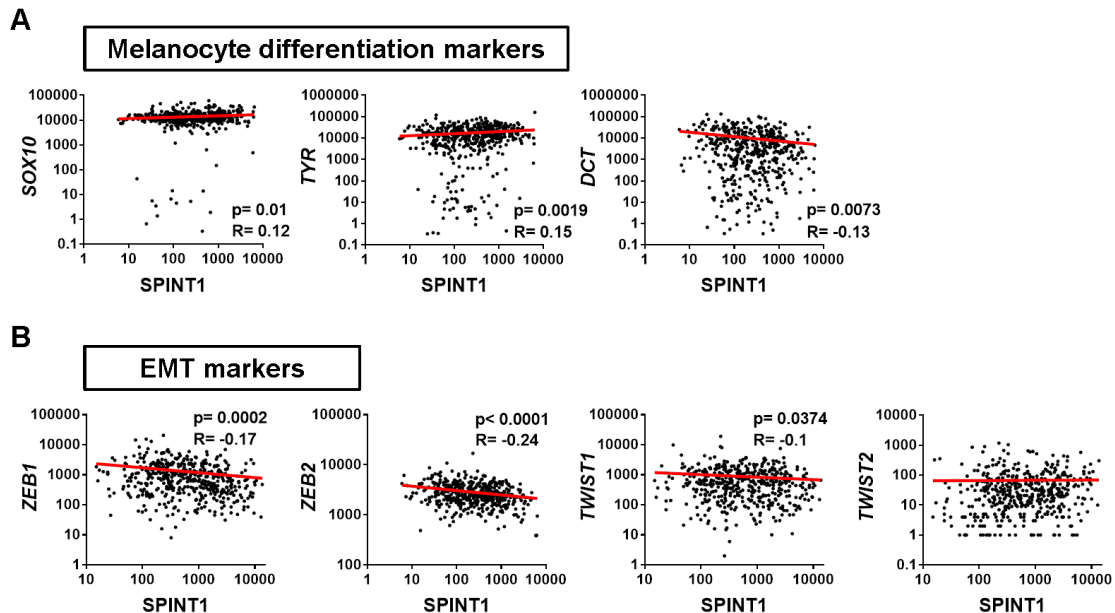 A
Melanocyte differentiation markers
SOX10
100000
10000
1000
100
10
1
0.1
1
10
100
1000
10000
SPINT1
p= 0.01
R= 0.12
TYR
1000000
100000
10000
1000
100
10
1
0.1
1
10
100
1000
10000
SPINT1
p= 0.0019
R= 0.15
DCT
1000000
100000
10000
1000
100
10
1
0.1
1
10
100
1000
10000
SPINT1
p= 0.0073
R= -0.13
B
EMT markers
ZEB1
100000
10000
1000
100
10
1
10
100
1000
10000
SPINT1
p= 0.0002
R= -0.17
ZEB2
100000
10000
1000
100
1
10
100
1000
10000
SPINT1
p< 0.0001
R= -0.24
TWIST1
100000
10000
1000
100
10
1
10
100
1000
10000
SPINT1
p= 0.0374
R= -0.1
TWIST2
10000
1000
100
10
1
0.1
10
100
1000
10000
SPINT1